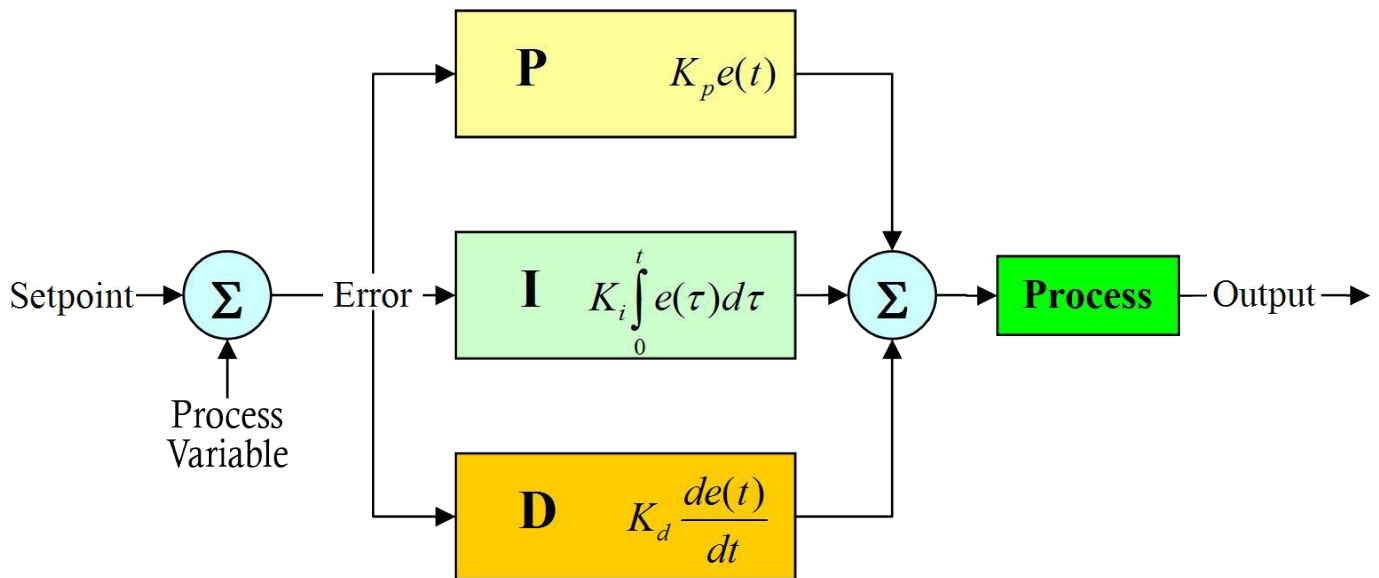 P K_p e(t)
Setpoint
Σ
Error
I K_i ∫_0^t e(τ)dτ
Σ
Process
Output
Process
Variable
D K_d de(t)/dt